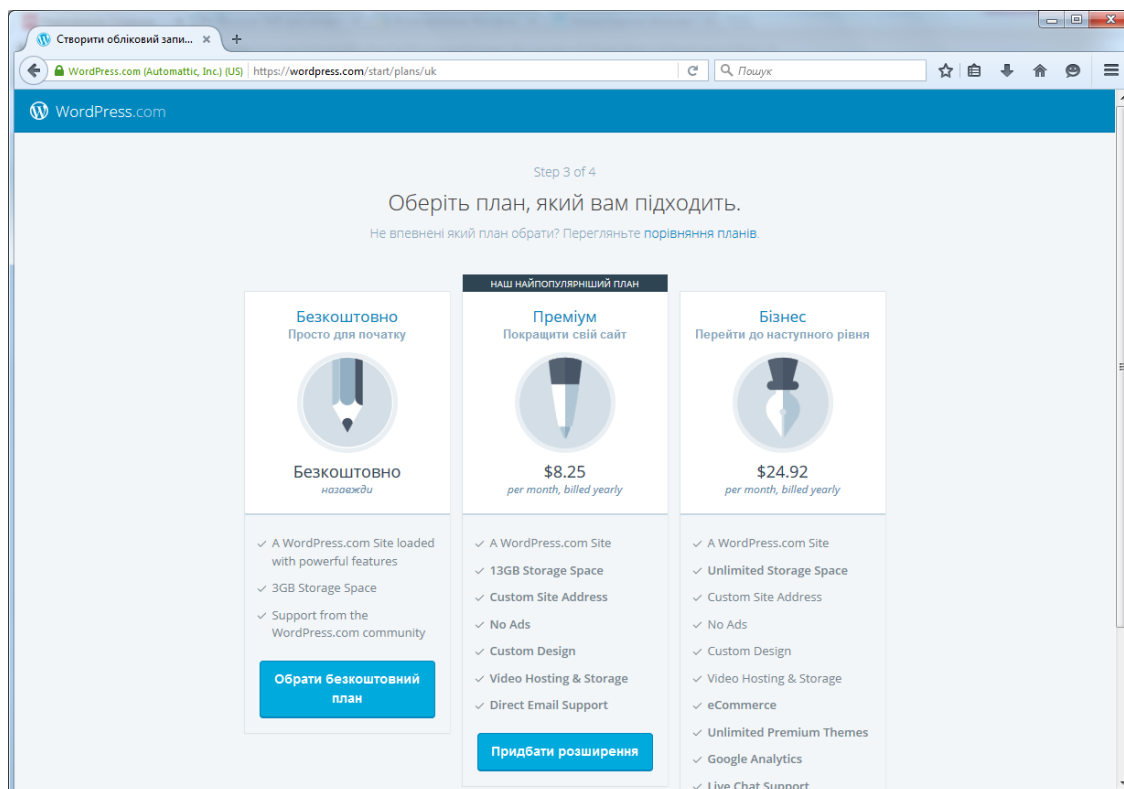 Створити обліковий запи...
WordPress.com (Automattic, Inc.) (US)
https://wordpress.com/start/plans/uk
Пошук
WordPress.com
Step 3 of 4
Оберіть план, який вам підходить.
Не впевнені який план обрати? Перегляньте порівняння планів.
Безкоштовно
Просто для початку
Безкоштовно
назавжди
A WordPress.com Site loaded
with powerful features
3GB Storage Space
Support from the
WordPress.com community
Обрати безкоштовний
план
НАШ НАЙПОПУЛЯРНІШИЙ ПЛАН
Преміум
Покращити свій сайт
$8.25
per month, billed yearly
A WordPress.com Site
13GB Storage Space
Custom Site Address
No Ads
Custom Design
Video Hosting & Storage
Direct Email Support
Придбати розширення
Бізнес
Перейти до наступного рівня
$24.92
per month, billed yearly
A WordPress.com Site
Unlimited Storage Space
Custom Site Address
No Ads
Custom Design
Video Hosting & Storage
eCommerce
Unlimited Premium Themes
Google Analytics
Live Chat Support